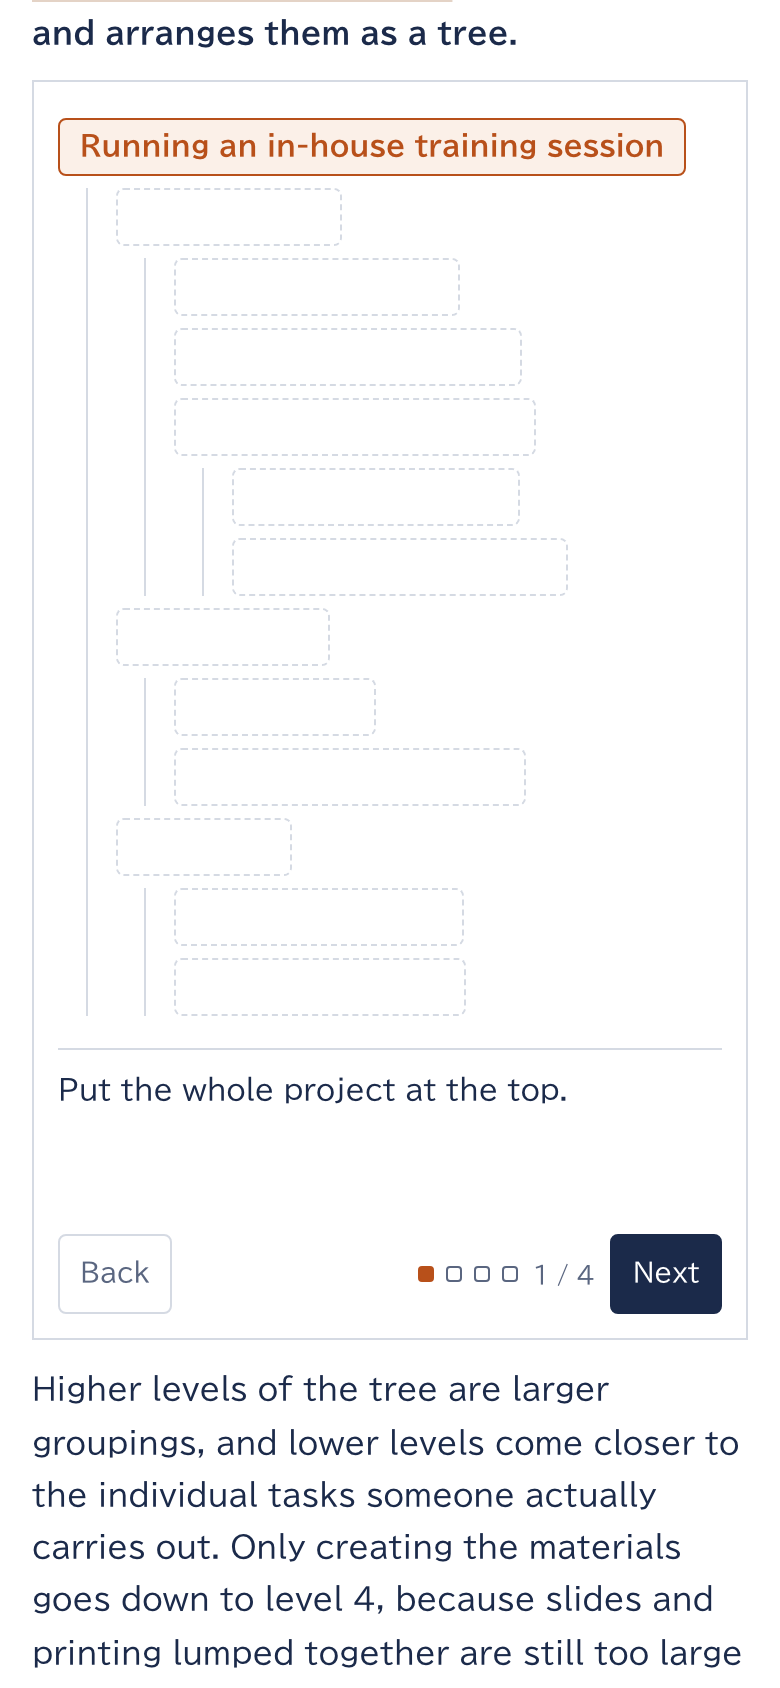 and arranges them as a tree.
Running an in-house training session
Put the whole project at the top.
Back
1 / 4
Next
Higher levels of the tree are larger
groupings, and lower levels come closer to
the individual tasks someone actually
carries out. Only creating the materials
goes down to level 4, because slides and
printing lumped together are still too large